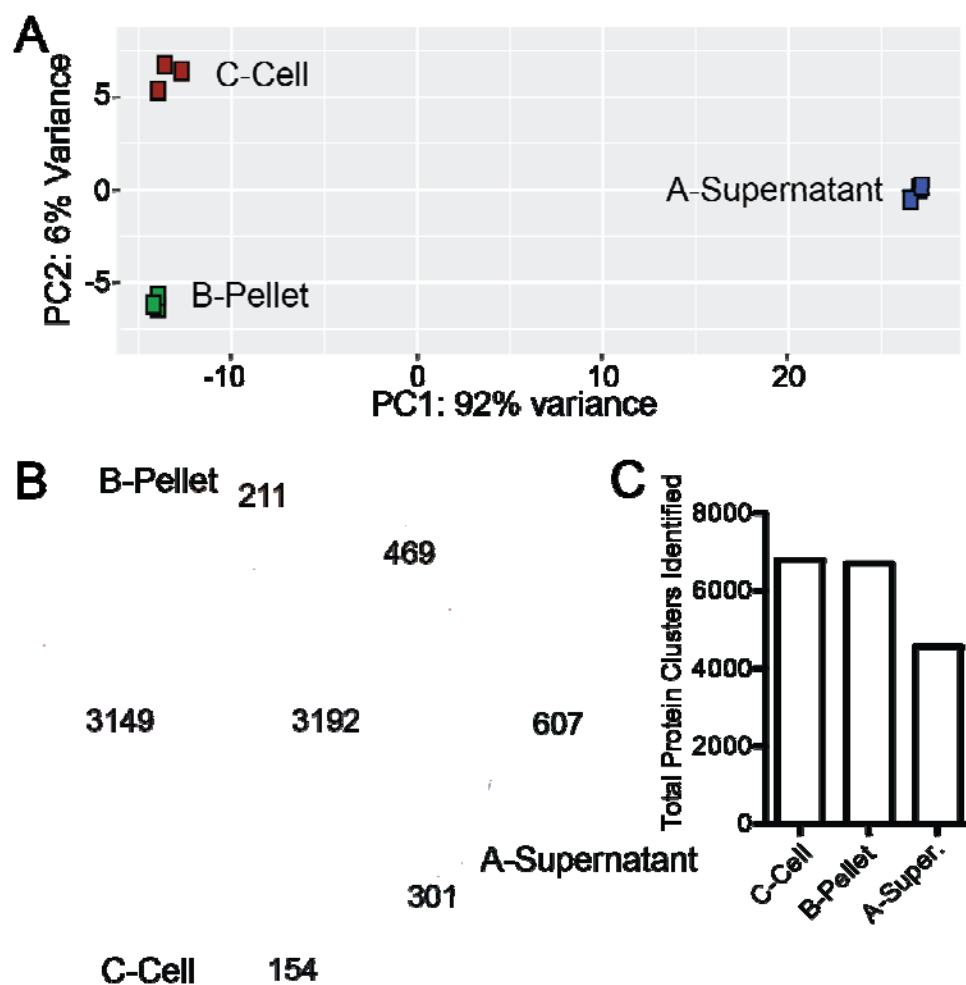 A
PC2: 6% Variance
5
0
-5
C-Cell
A-Supernatant
B-Pellet
-10
0
10
20
PC1: 92% variance
B
B-Pellet
211
469
3149
3192
607
A-Supernatant
301
C-Cell
154
C
Total Protein Clusters Identified
8000
6000
4000
2000
0
C-Cell
B-Pellet
A-Super.